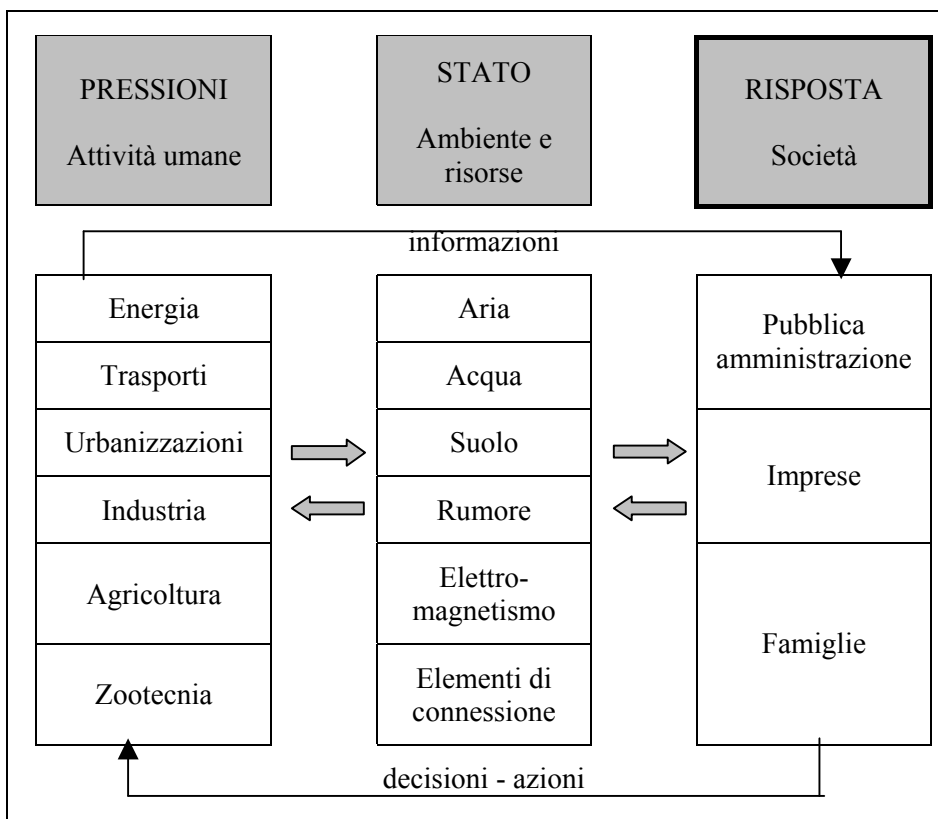 PRESSIONI
Attività umane
STATO
Ambiente e
risorse
RISPOSTA
Società
informazioni
Energia
Trasporti
Urbanizzazioni
Industria
Agricoltura
Zootecnia
Aria
Acqua
Suolo
Rumore
Elettro-
magnetismo
Elementi di
connessione
Pubblica
amministrazione
Imprese
Famiglie
decisioni - azioni